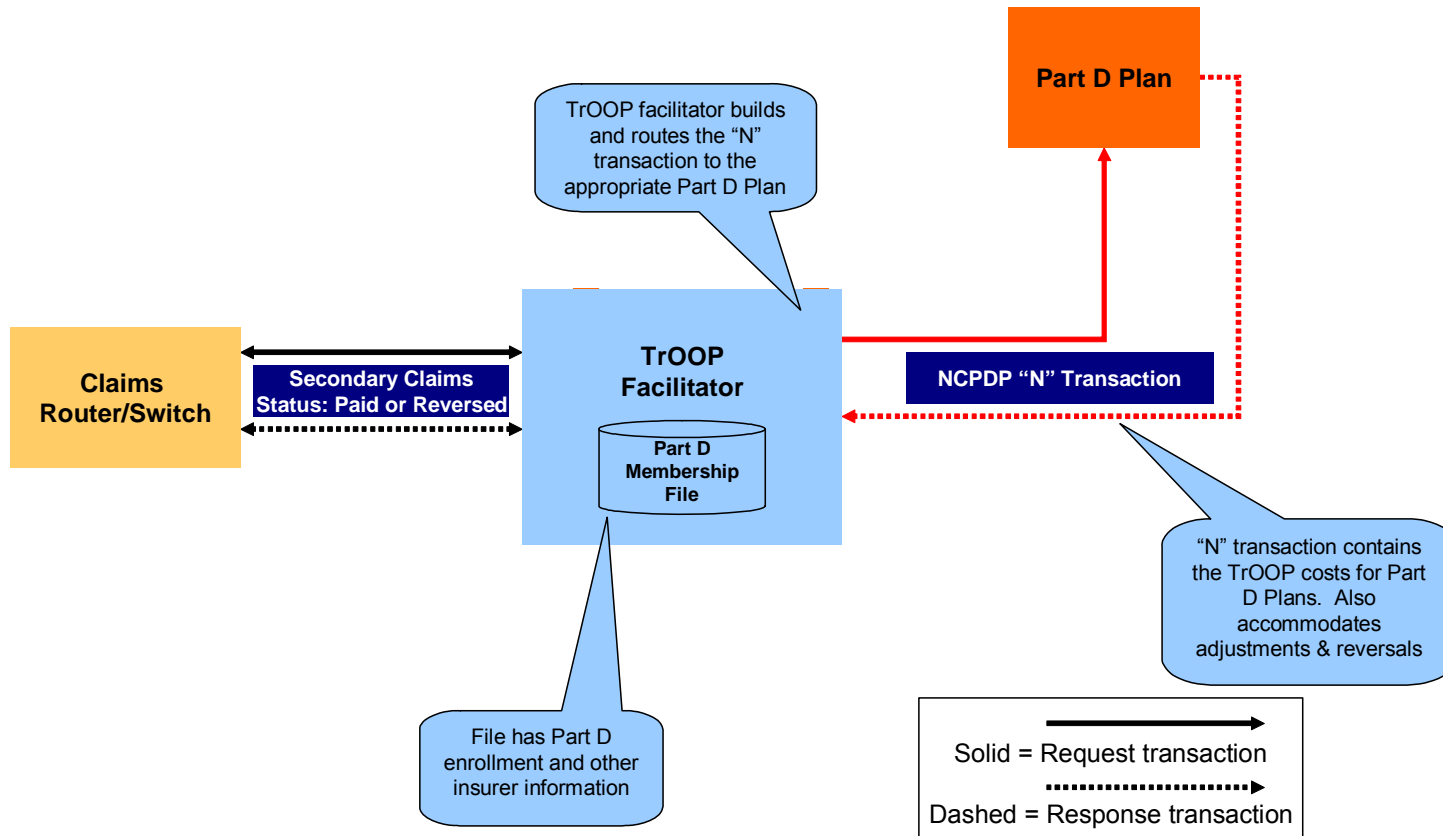 Part D Plan
TrOOP facilitator builds
and routes the “N”
transaction to the
appropriate Part D Plan
Claims
Router/Switch
Secondary Claims
Status: Paid or Reversed
TrOOP
Facilitator
Part D
Membership
File
NCPDP “N” Transaction
“N” transaction contains
the TrOOP costs for Part
D Plans.  Also
accommodates
adjustments & reversals
File has Part D
enrollment and other
insurer information
Solid = Request transaction
Dashed = Response transaction